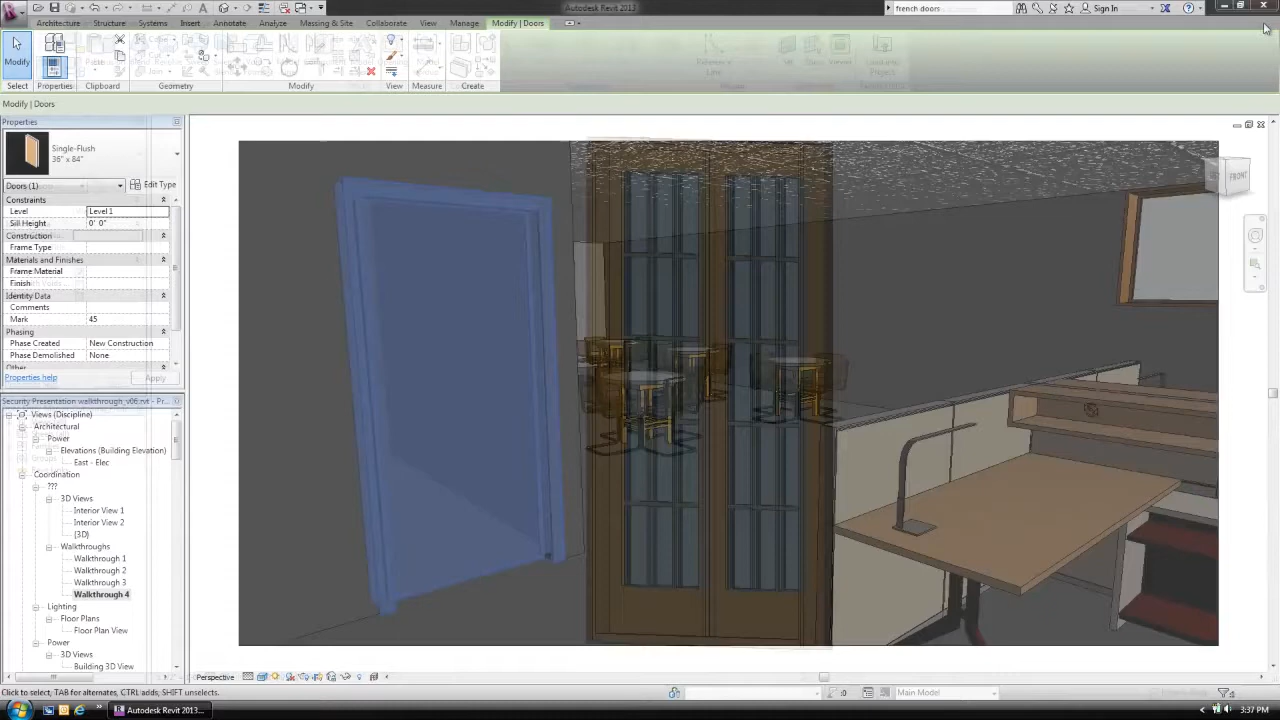 Autodesk Revit 2013
french doors
Sign In
Architecture Structure Systems Insert Annotate Analyze Massing & Site Collaborate View Manage Modify | Doors
Modify
Select Properties Clipboard Geometry Modify View Measure Create
Modify | Doors
Properties
Single-Flush
36" x 84"
Doors (1)
Edit Type
Constraints
Level Level 1
Sill Height 0' 0"
Construction
Frame Type
Materials and Finishes
Frame Material
Finish
Identity Data
Comments
Mark 45
Phasing
Phase Created New Construction
Phase Demolished None
Other
Properties help
Apply
Security Presentation walkthrough_v06.rvt - Pr...
Views (Discipline)
Architectural
Power
Elevations (Building Elevation)
East - Elec
Coordination
???
3D Views
Interior View 1
Interior View 2
{3D}
Walkthroughs
Walkthrough 1
Walkthrough 2
Walkthrough 3
Walkthrough 4
Lighting
Floor Plans
Floor Plan View
Power
3D Views
Building 3D View
FRONT
Perspective
Click to select, TAB for alternates, CTRL adds, SHIFT unselects.
:0
Main Model
Autodesk Revit 2013...
3:37 PM